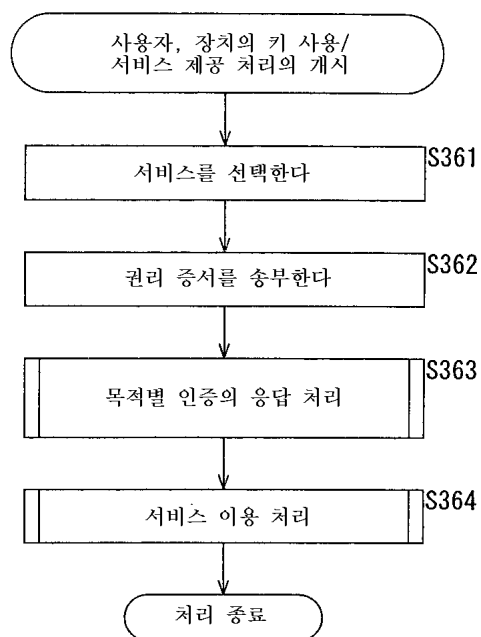 사용자, 장치의 키 사용/
서비스 제공 처리의 개시
S361
서비스를 선택한다
S362
권리 증서를 송부한다
S363
목적별 인증의 응답 처리
S364
서비스 이용 처리
처리 종료